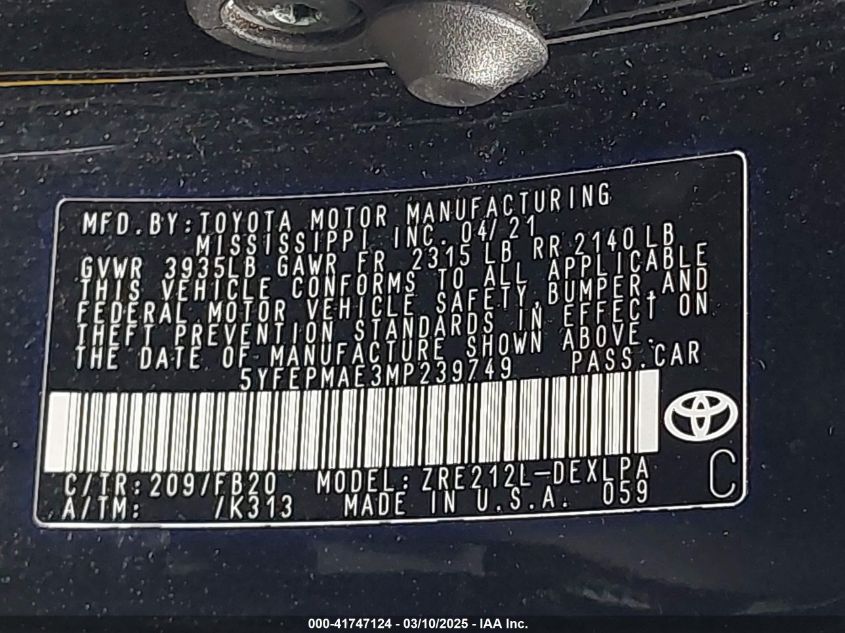 MFD.BY:TOYOTA MOTOR MANUFACTURING
MISSISSIPPI INC. 04/21
GVWR 3935LB GAWR FR 2315 LB RR 2140 LB
THIS VEHICLE CONFORMS TO ALL APPLICABLE
FEDERAL MOTOR VEHICLE SAFETY,BUMPER,AND
THEFT PREVENTION STANDARDS IN EFFECT ON
THE DATE OF MANUFACTURE SHOWN ABOVE.
5YFEPMAE3MP239749 PASS.CAR
C/TR:209/FB20 MODEL:ZRE212L-DEXLPA
A/TM: /K313 MADE IN U.S.A. 059
C
000-41747124 - 03/10/2025 - IAA Inc.